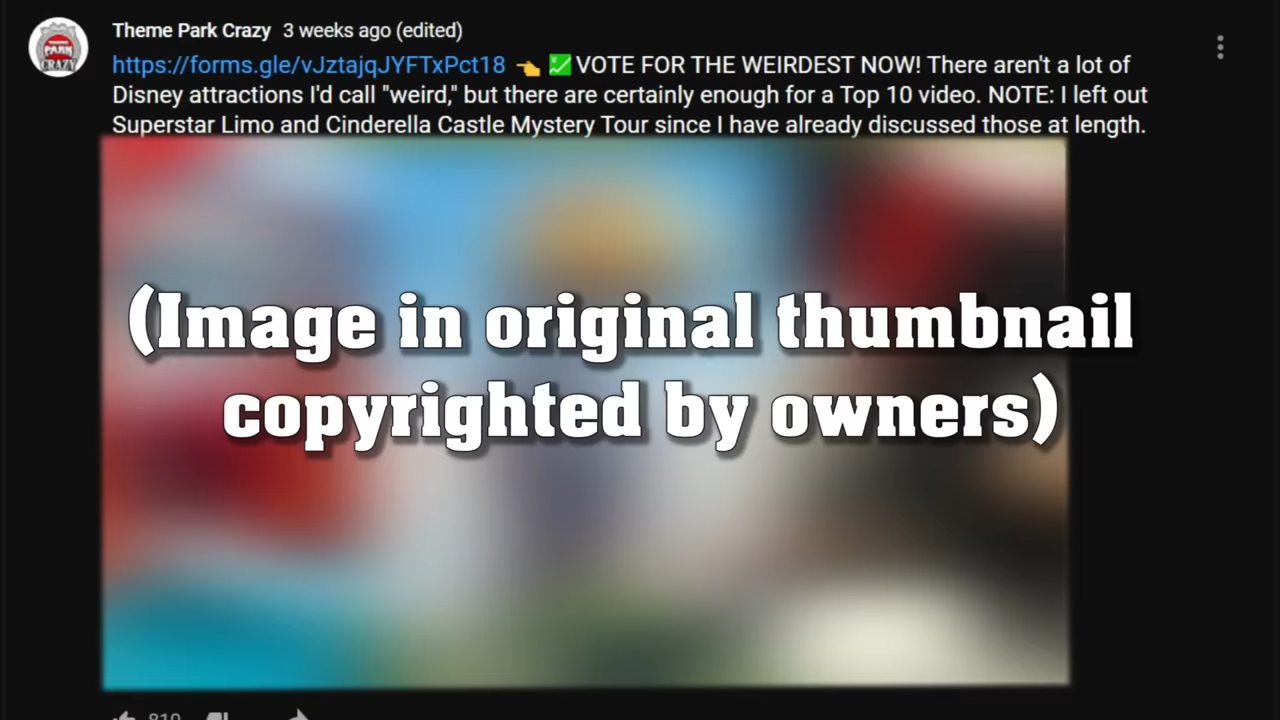 Theme Park Crazy 3 weeks ago (edited)
https://forms.gle/vJztajqJYFTxPct18 👈 💹VOTE FOR THE WEIRDEST NOW! There aren't a lot of
Disney attractions I'd call "weird," but there are certainly enough for a Top 10 video. NOTE: I left out
Superstar Limo and Cinderella Castle Mystery Tour since I have already discussed those at length.
(Image in original thumbnail
copyrighted by owners)